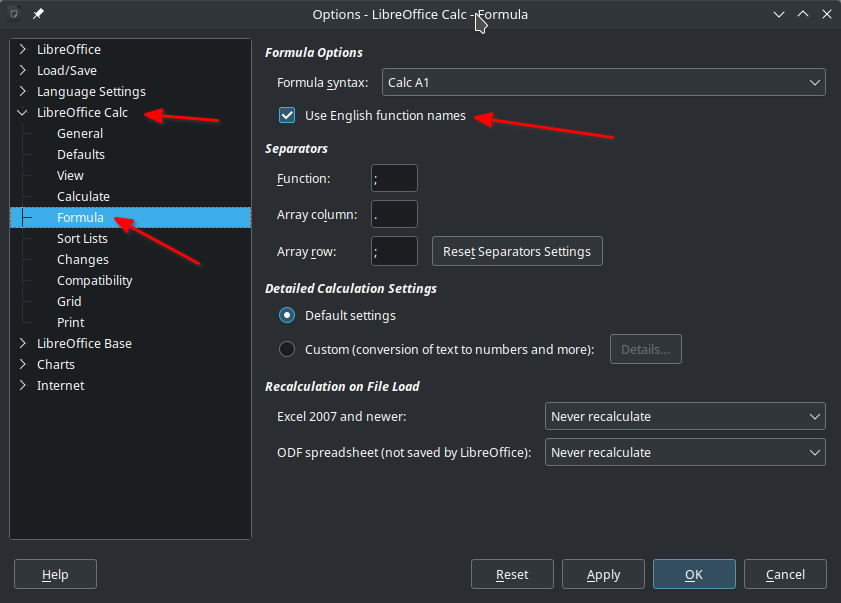 Options - LibreOffice Calc - Formula
LibreOffice
Load/Save
Language Settings
LibreOffice Calc
General
Defaults
View
Calculate
Formula
Sort Lists
Changes
Compatibility
Grid
Print
LibreOffice Base
Charts
Internet
Formula Options
Formula syntax: Calc A1
Use English function names
Separators
Function: ;
Array column: .
Array row: ; Reset Separators Settings
Detailed Calculation Settings
Default settings
Custom (conversion of text to numbers and more): Details...
Recalculation on File Load
Excel 2007 and newer: Never recalculate
ODF spreadsheet (not saved by LibreOffice): Never recalculate
Help Reset Apply OK Cancel